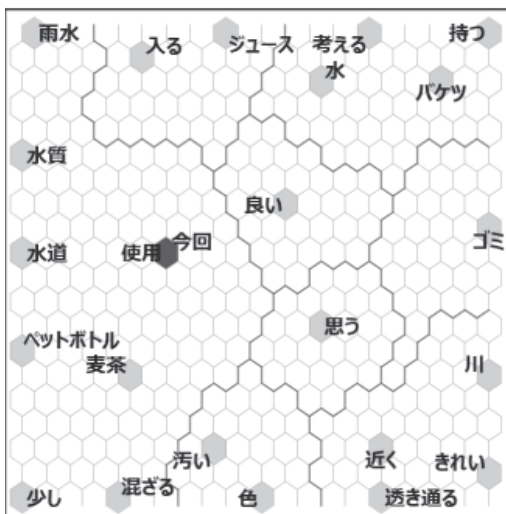 雨水
入る
ジュース
考える
持つ
水
バケツ
水質
良い
水道
使用
今回
ゴミ
ペットボトル
麦茶
思う
川
汚い
近く
きれい
少し
混ざる
色
透き通る